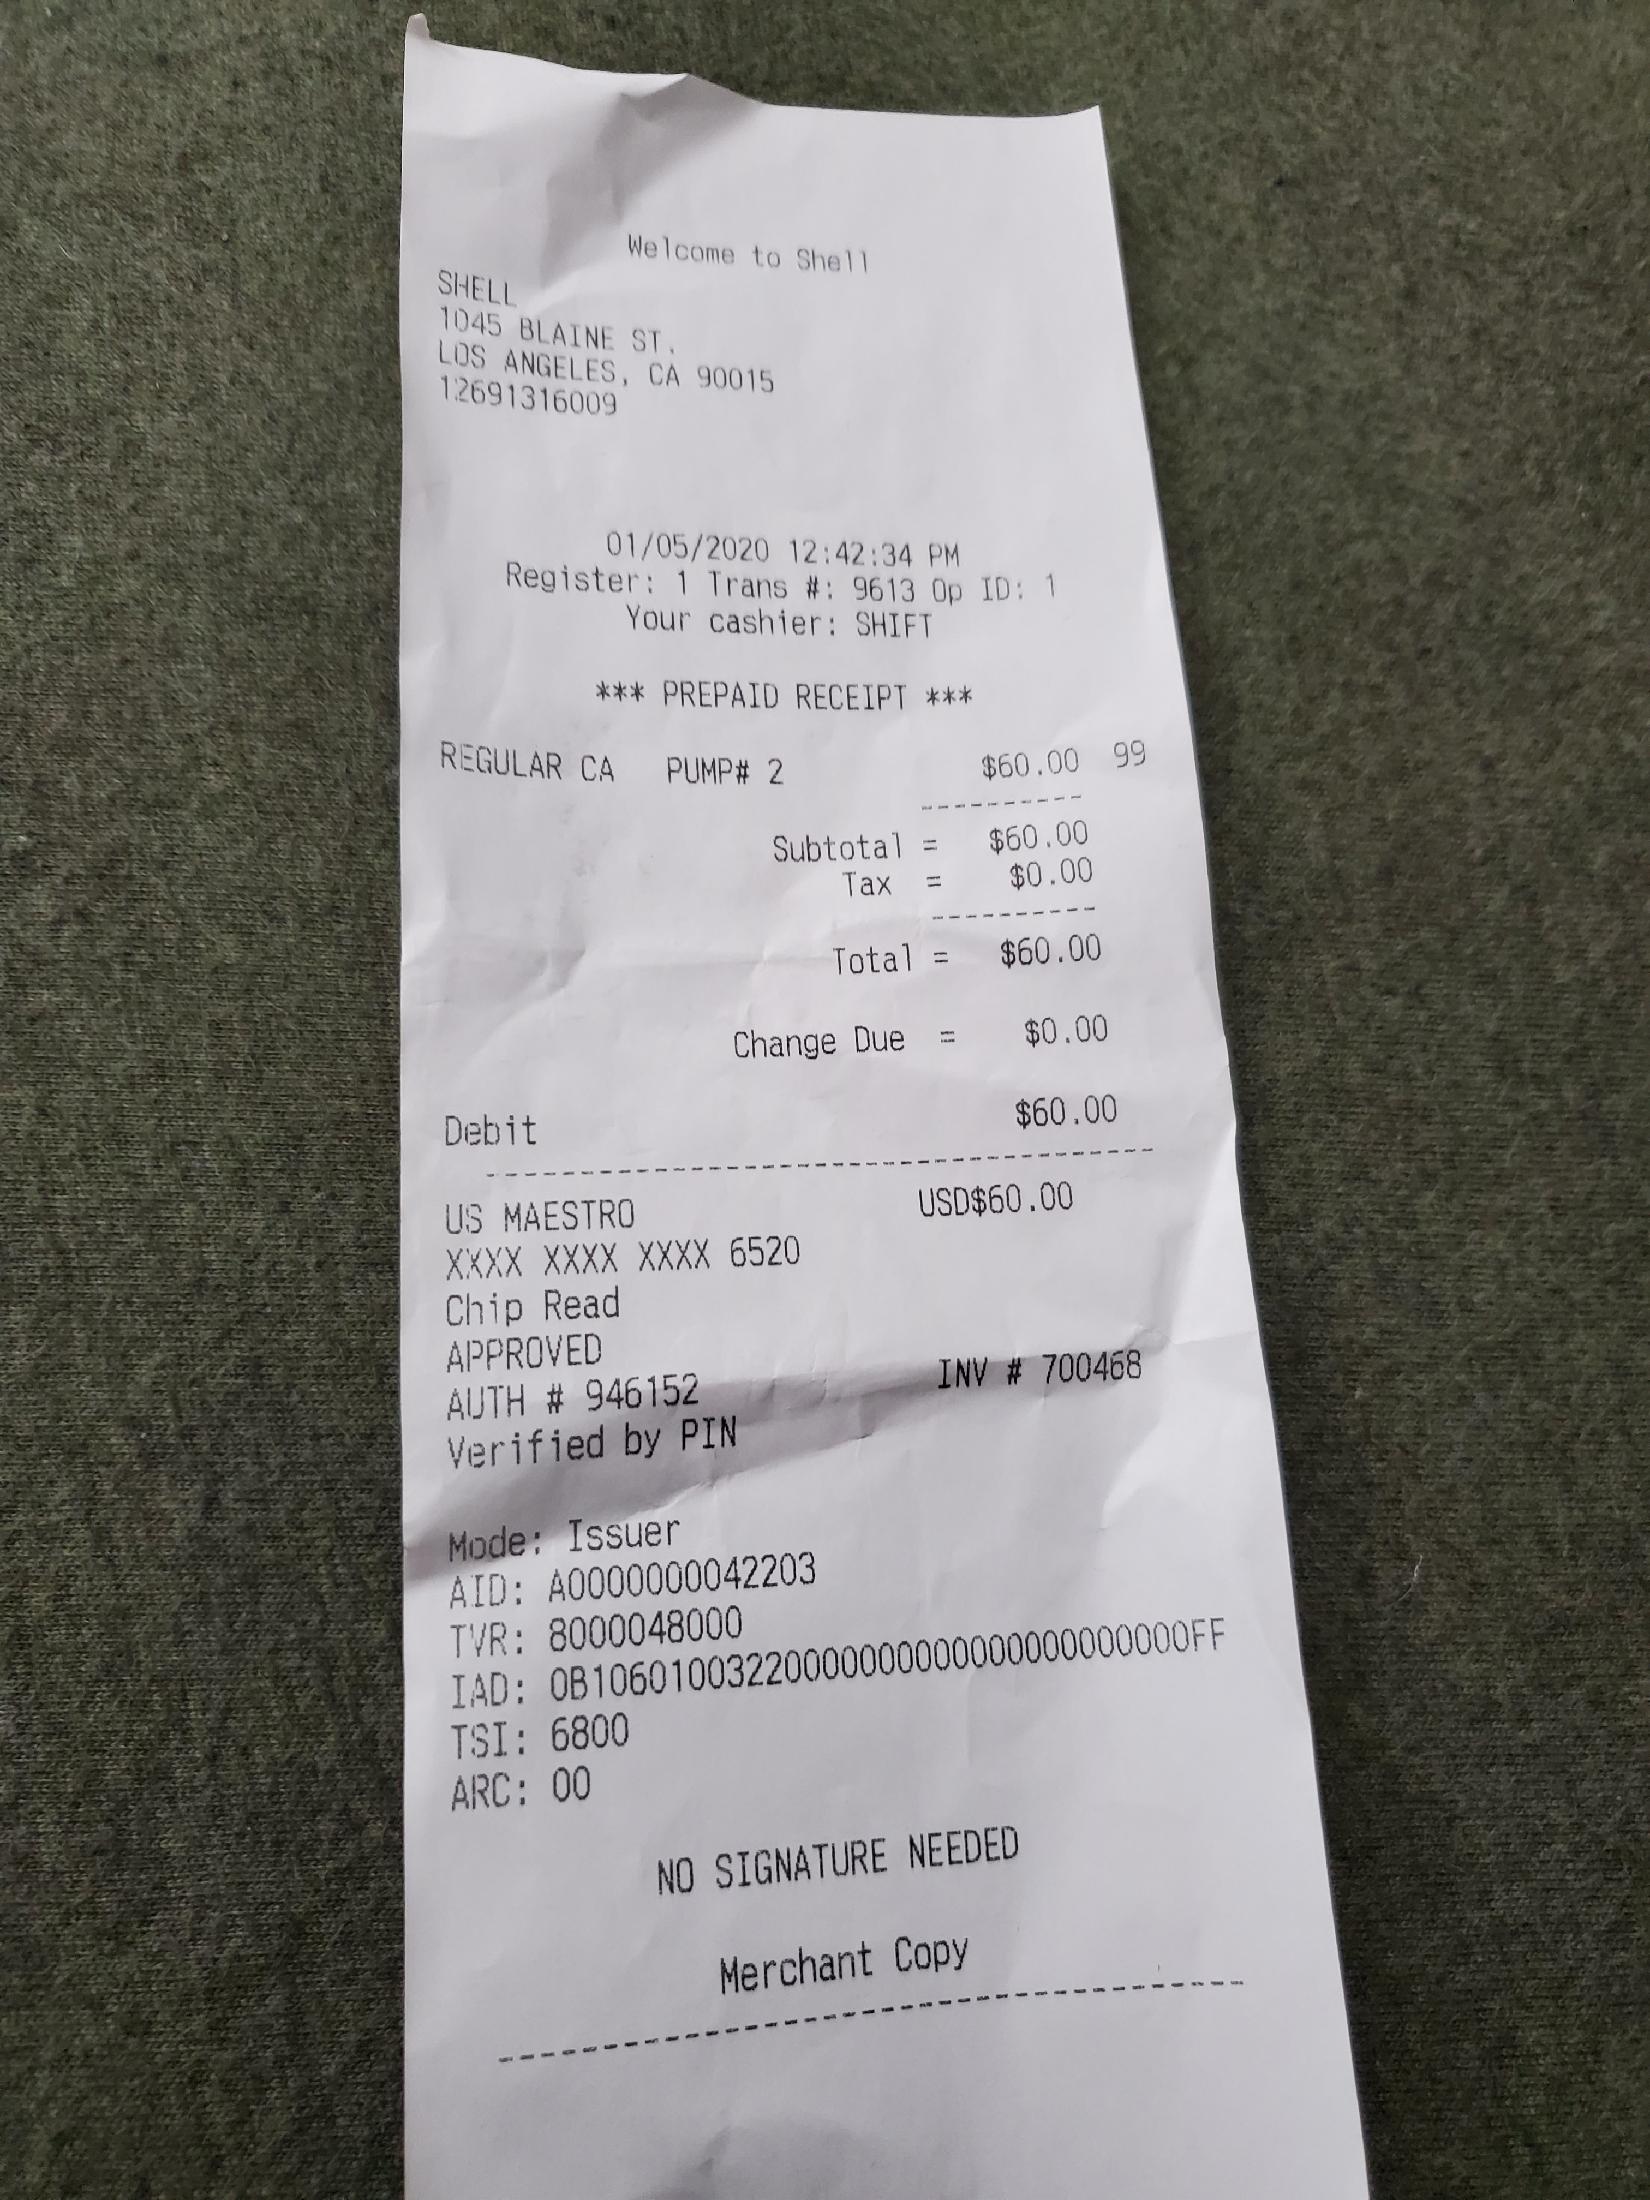 Welcome to Shell
SHELL
1045 BLAINE ST.
LOS ANGELES, CA 90015
12691316009
01/05/2020 12:42:34 PM
Register: 1 Trans #: 9613 Op ID: 1
Your cashier: SHIFT
*** PREPAID RECEIPT ***
REGULAR CA PUMP# 2 $60.00 99
Subtotal = $60.00
Tax = $0.00
Total = $60.00
Change Due = $0.00
Debit $60.00
US MAESTRO USD$60.00
XXXX XXXX XXXX 6520
Chip Read
APPROVED
AUTH # 946152 INV # 700468
Verified by PIN
Mode: Issuer
AID: A0000000042203
TVR: 8000048000
IAD:
TSI: 6800
ARC: 00
NO SIGNATURE NEEDED
Merchant Copy